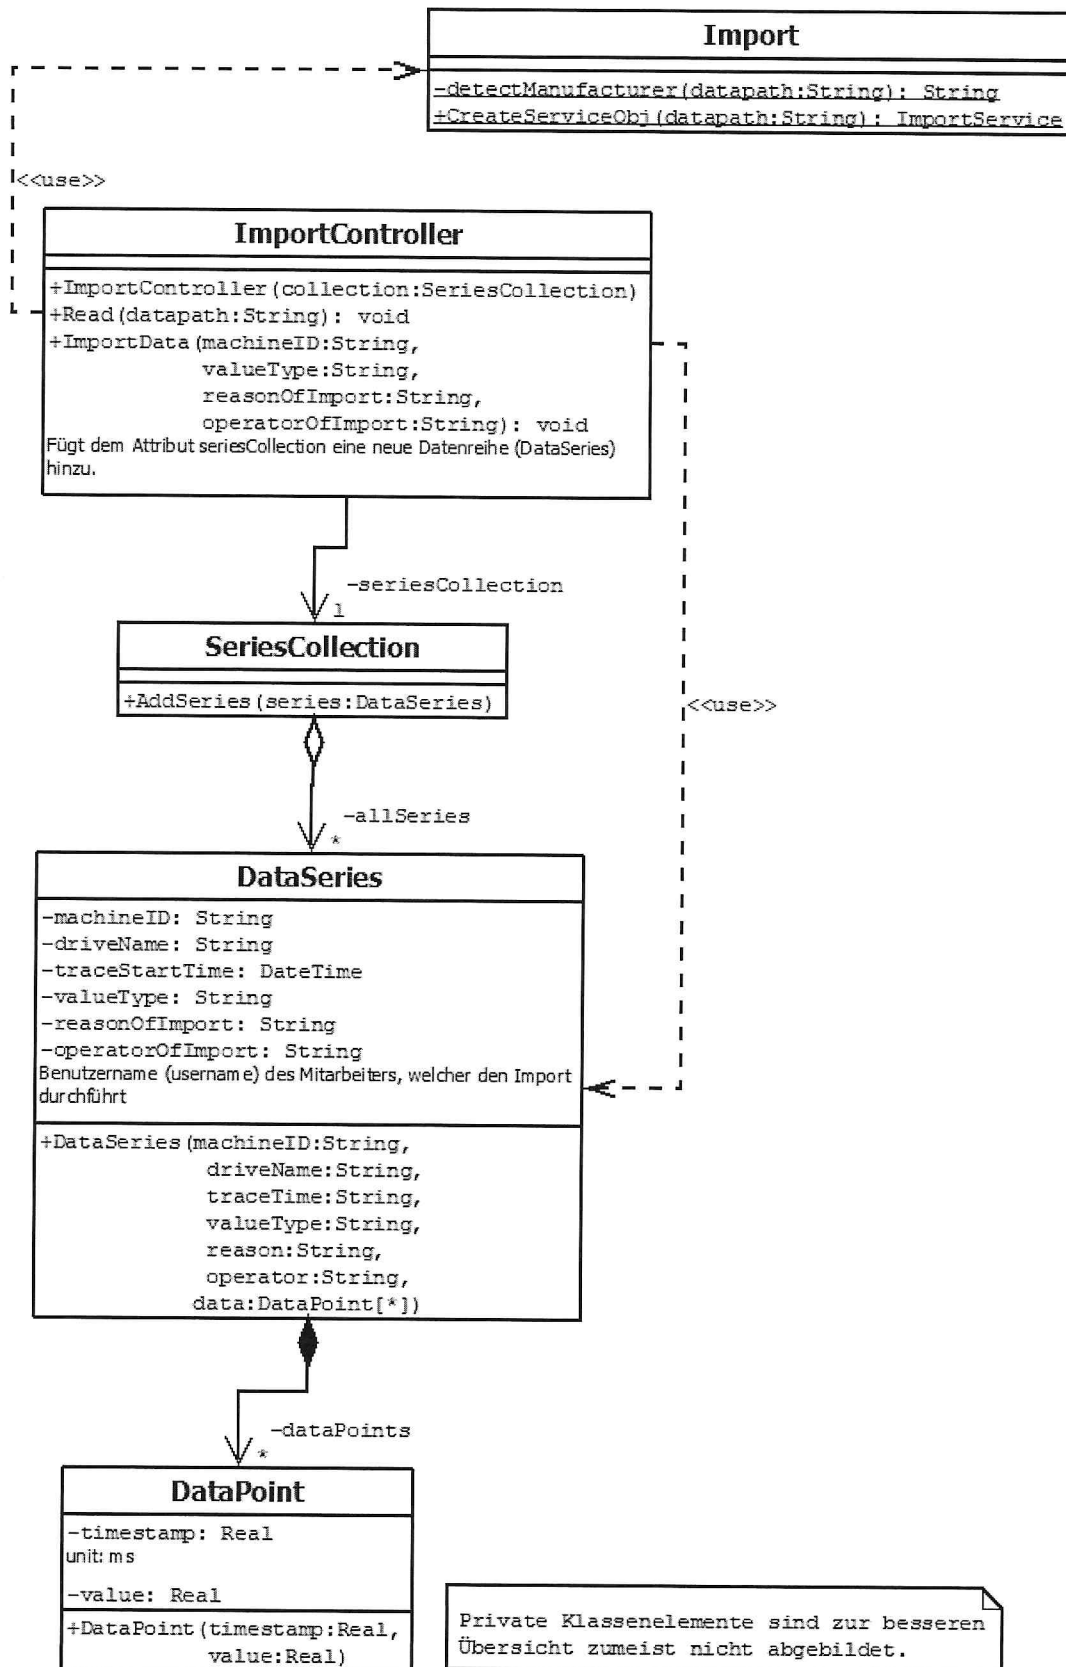 Import
-detectManufacturer(datapath:String): String
+CreateServiceObj(datapath:String): ImportService
<<use>>
ImportController
+ImportController(collection:SeriesCollection)
+Read(datapath:String): void
+ImportData(machineID:String,
valueType:String,
reasonOfImport:String,
operatorOfImport:String): void
Fügt dem Attribut seriesCollection eine neue Datenreihe (DataSeries)
hinzu.
-seriesCollection
1
SeriesCollection
+AddSeries(series:DataSeries)
<<use>>
-allSeries
*
DataSeries
-machineID: String
-driveName: String
-traceStartTime: DateTime
-valueType: String
-reasonOfImport: String
-operatorOfImport: String
Benutzername (username) des Mitarbeiters, welcher den Import
durchführt
+DataSeries(machineID:String,
driveName:String,
traceTime:String,
valueType:String,
reason:String,
operator:String,
data:DataPoint[*])
-dataPoints
*
DataPoint
-timestamp: Real
unit: ms
-value: Real
+DataPoint(timestamp:Real,
value:Real)
Private Klassenelemente sind zur besseren
Übersicht zumeist nicht abgebildet.